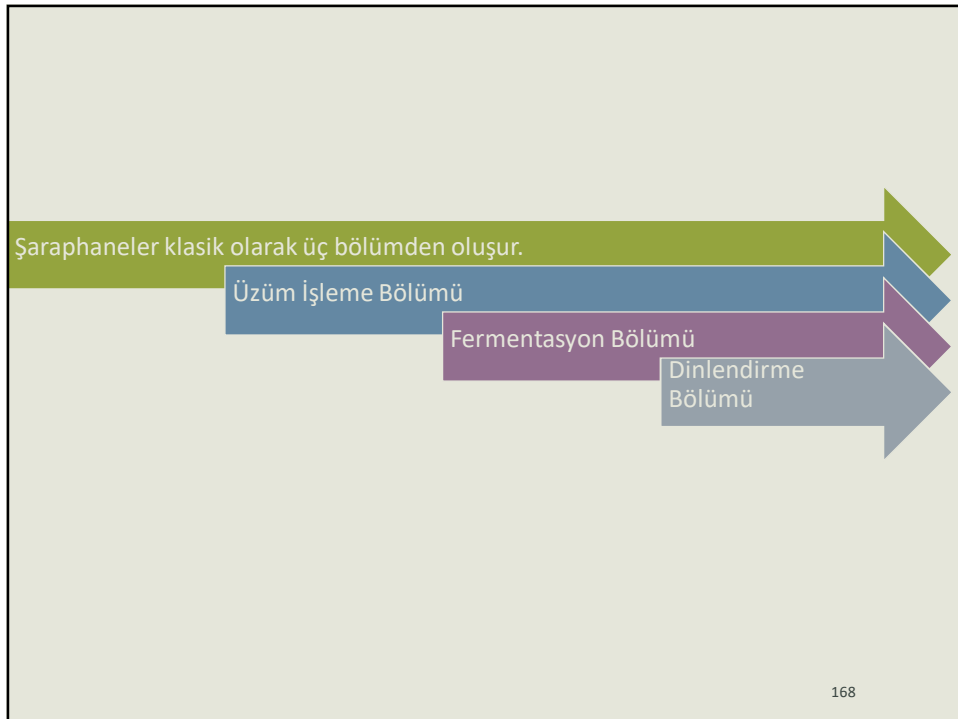 Şaraphaneler klasik olarak üç bölümden oluşur.
Üzüm İşleme Bölümü
Fermentasyon Bölümü
Dinlendirme
Bölümü
168